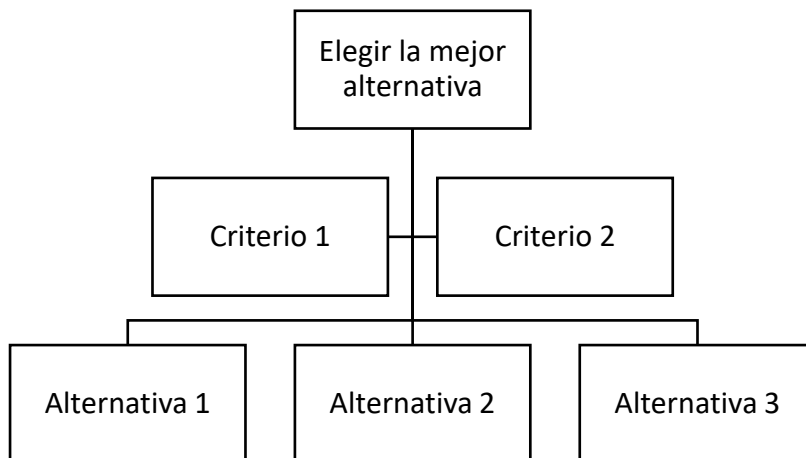 Elegir la mejor
alternativa
Criterio 1
Criterio 2
Alternativa 1
Alternativa 2
Alternativa 3